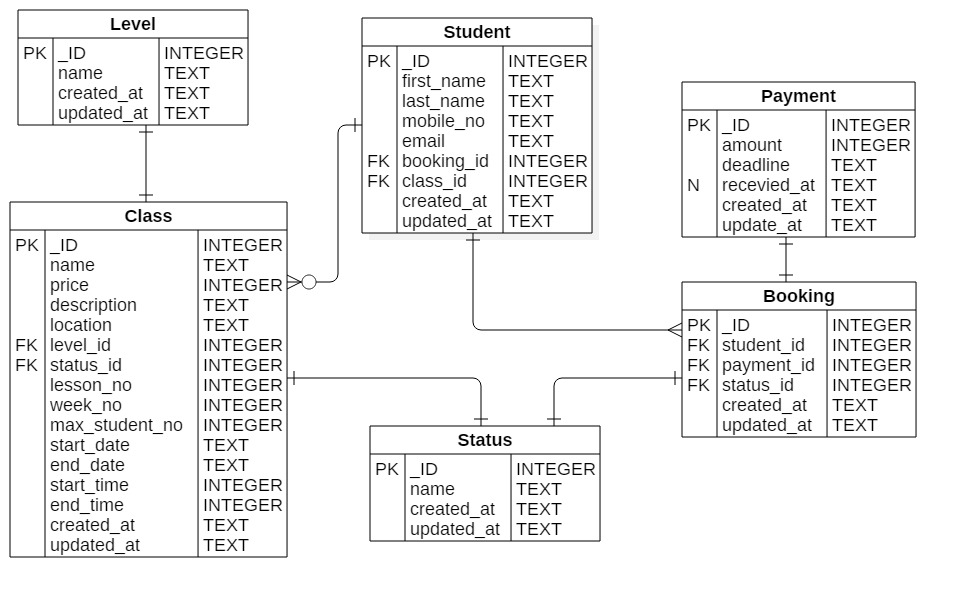 Level
PK _ID INTEGER
name TEXT
created_at TEXT
updated_at TEXT
Student
PK _ID INTEGER
first_name TEXT
last_name TEXT
mobile_no TEXT
email TEXT
FK booking_id INTEGER
FK class_id INTEGER
created_at TEXT
updated_at TEXT
Payment
PK _ID INTEGER
amount INTEGER
deadline TEXT
N recevied_at TEXT
created_at TEXT
update_at TEXT
Class
PK _ID INTEGER
name TEXT
price INTEGER
description TEXT
location TEXT
FK level_id INTEGER
FK status_id INTEGER
lesson_no INTEGER
week_no INTEGER
max_student_no INTEGER
start_date TEXT
end_date TEXT
start_time INTEGER
end_time INTEGER
created_at TEXT
updated_at TEXT
Booking
PK _ID INTEGER
FK student_id INTEGER
FK payment_id INTEGER
FK status_id INTEGER
created_at TEXT
updated_at TEXT
Status
PK _ID INTEGER
name TEXT
created_at TEXT
updated_at TEXT